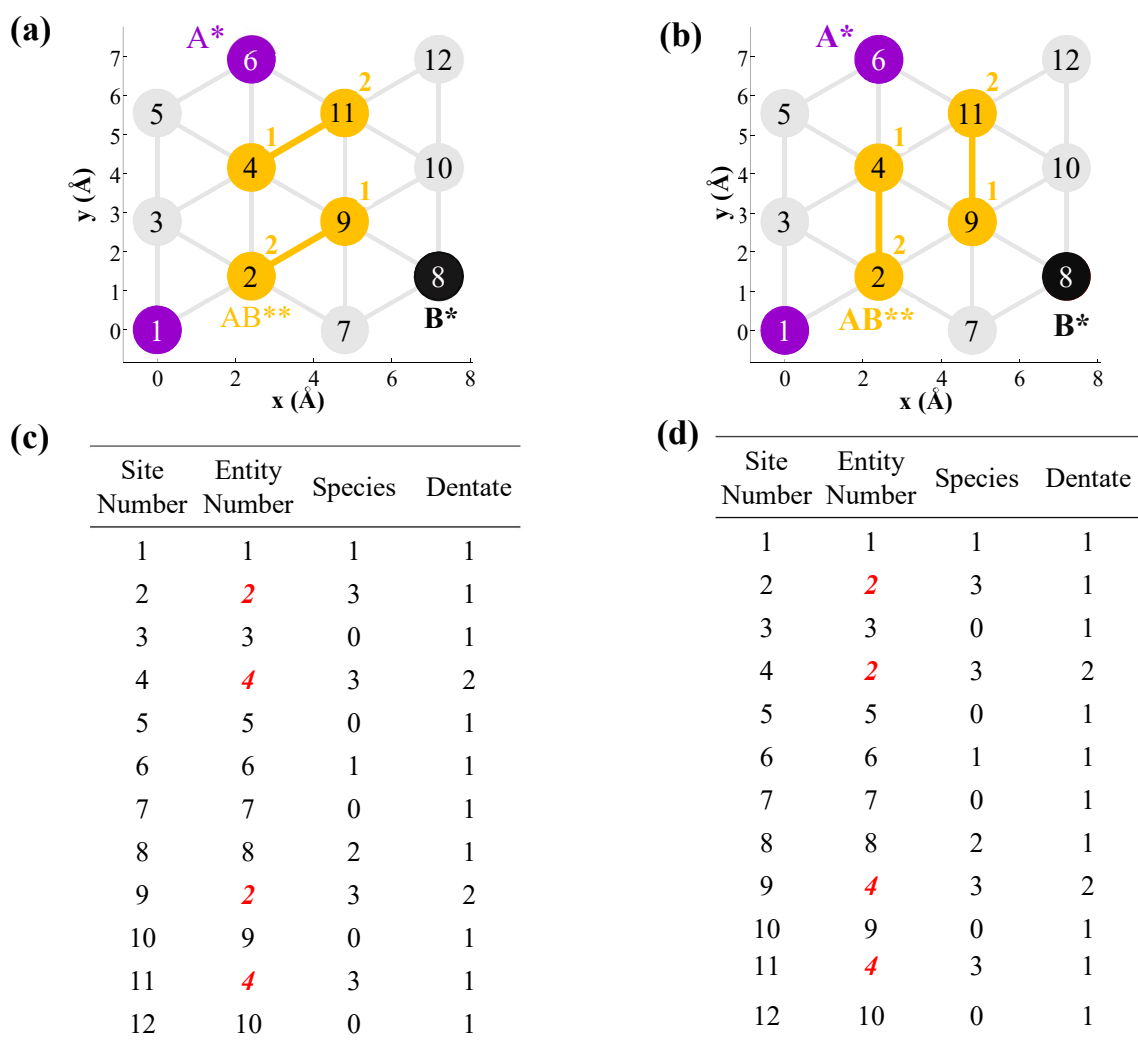 (a)
A*
7
6
5
4
3
2
1
0
y (Å)
6
12
2
5
11
1
4
10
1
3
9
2
2
8
AB**
B*
1
7
0
2
4
6
8
x (Å)
(b)
A*
7
6
5
4
3
2
1
0
y (Å)
6
12
2
5
11
1
4
10
1
3
9
2
2
8
AB**
B*
1
7
0
2
4
6
8
x (Å)
(c)
Site Number Entity Number Species Dentate
1 1 1 1
2 2 3 1
3 3 0 1
4 4 3 2
5 5 0 1
6 6 1 1
7 7 0 1
8 8 2 1
9 2 3 2
10 9 0 1
11 4 3 1
12 10 0 1
(d)
Site Number Entity Number Species Dentate
1 1 1 1
2 2 3 1
3 3 0 1
4 2 3 2
5 5 0 1
6 6 1 1
7 7 0 1
8 8 2 1
9 4 3 2
10 9 0 1
11 4 3 1
12 10 0 1